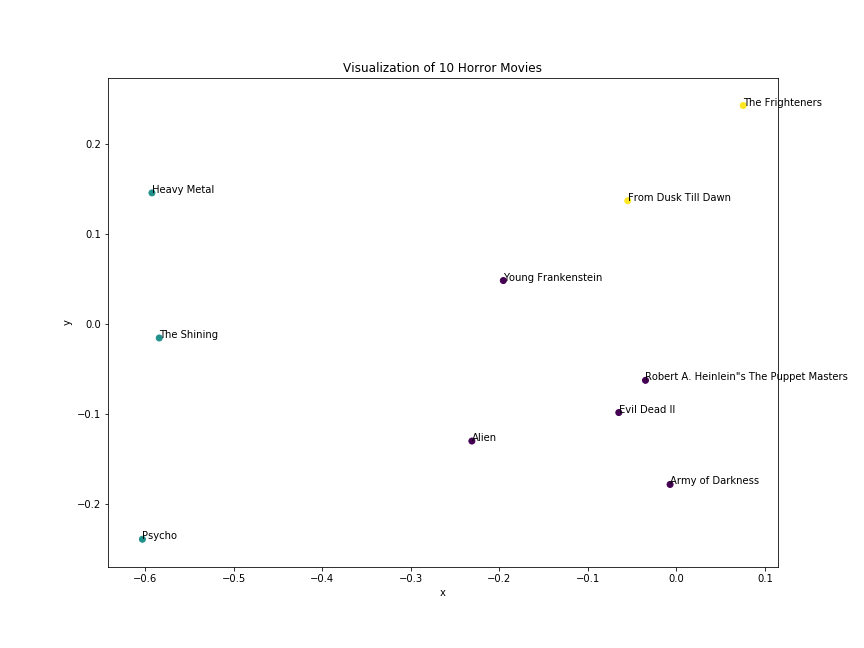 Visualization of 10 Horror Movies
The Frighteners
0.2
Heavy Metal
From Dusk Till Dawn
0.1
Young Frankenstein
y
0.0
The Shining
Robert A. Heinlein"s The Puppet Masters
−0.1
Evil Dead II
Alien
Army of Darkness
−0.2
Psycho
−0.6 −0.5 −0.4 −0.3 −0.2 −0.1 0.0 0.1
x